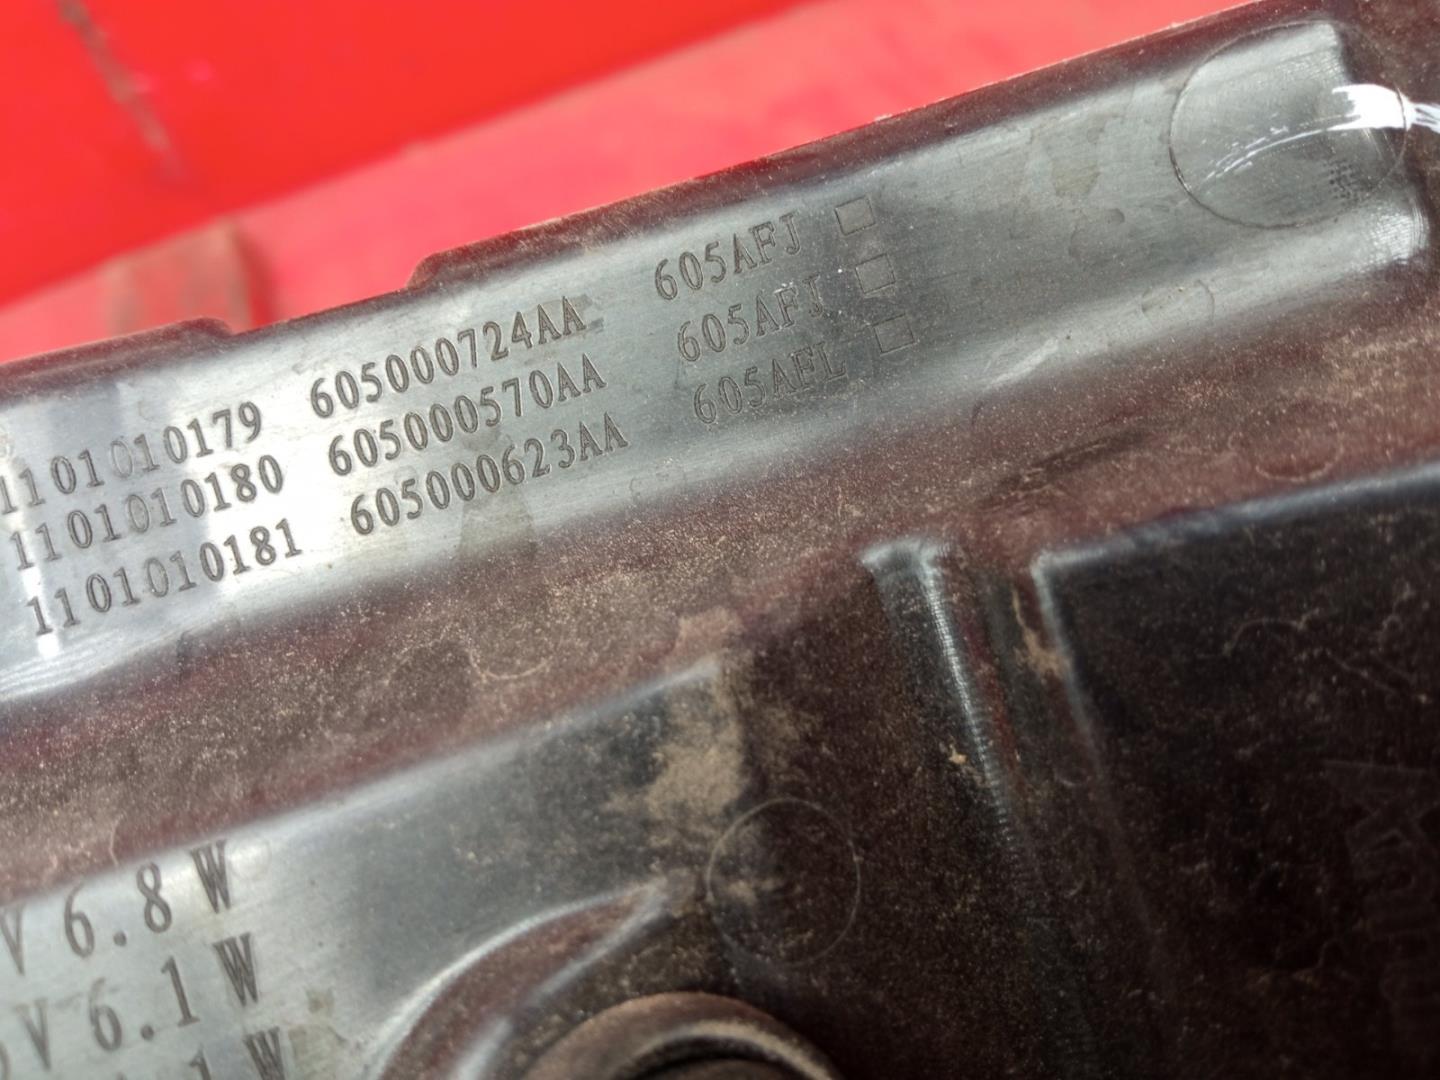 1101010179 605000724AA 605AFJ □
1101010180 605000570AA 605AFJ □
1101010181 605000623AA 605AFL □
V 6.8 W
V 6.1 W
W